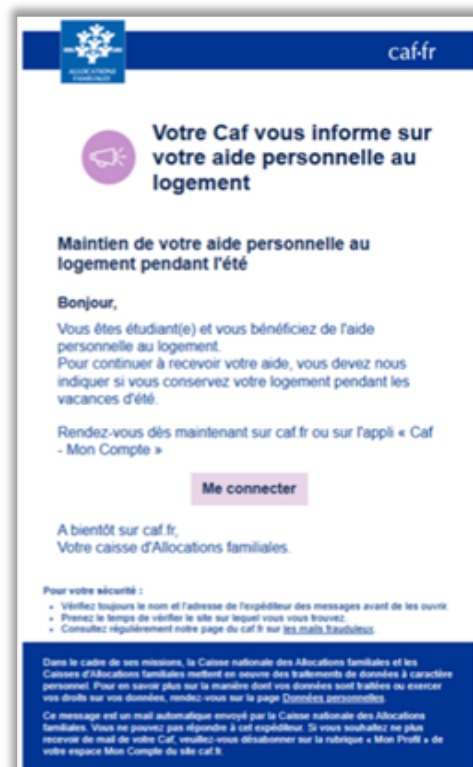 ALLOCATIONS
FAMILIALES
caf·fr
Votre Caf vous informe sur
votre aide personnelle au
logement
Maintien de votre aide personnelle au
logement pendant l'été
Bonjour,
Vous êtes étudiant(e) et vous bénéficiez de l'aide
personnelle au logement.
Pour continuer à recevoir votre aide, vous devez nous
indiquer si vous conservez votre logement pendant les
vacances d'été.
Rendez-vous dès maintenant sur caf.fr ou sur l'appli « Caf
- Mon Compte »
Me connecter
A bientôt sur caf.fr,
Votre caisse d'Allocations familiales.
Pour votre sécurité :
• Vérifiez toujours le nom et l'adresse de l'expéditeur des messages avant de les ouvrir.
• Prenez le temps de vérifier le site sur lequel vous vous trouvez.
• Consultez régulièrement notre page du caf.fr sur les mails frauduleux.
Dans le cadre de ses missions, la Caisse nationale des Allocations familiales et les
Caisses d'Allocations familiales mettent en oeuvre des traitements de données à caractère
personnel. Pour en savoir plus sur la manière dont vos données sont traitées ou exercer
vos droits sur vos données, rendez-vous sur la page Données personnelles.
Ce message est un mail automatique envoyé par la Caisse nationale des Allocations
familiales. Vous ne pouvez pas répondre à cet expéditeur. Si vous souhaitez ne plus
recevoir de mail de votre Caf, veuillez-vous désabonner sur la rubrique « Mon Profil » de
votre espace Mon Compte du site caf.fr